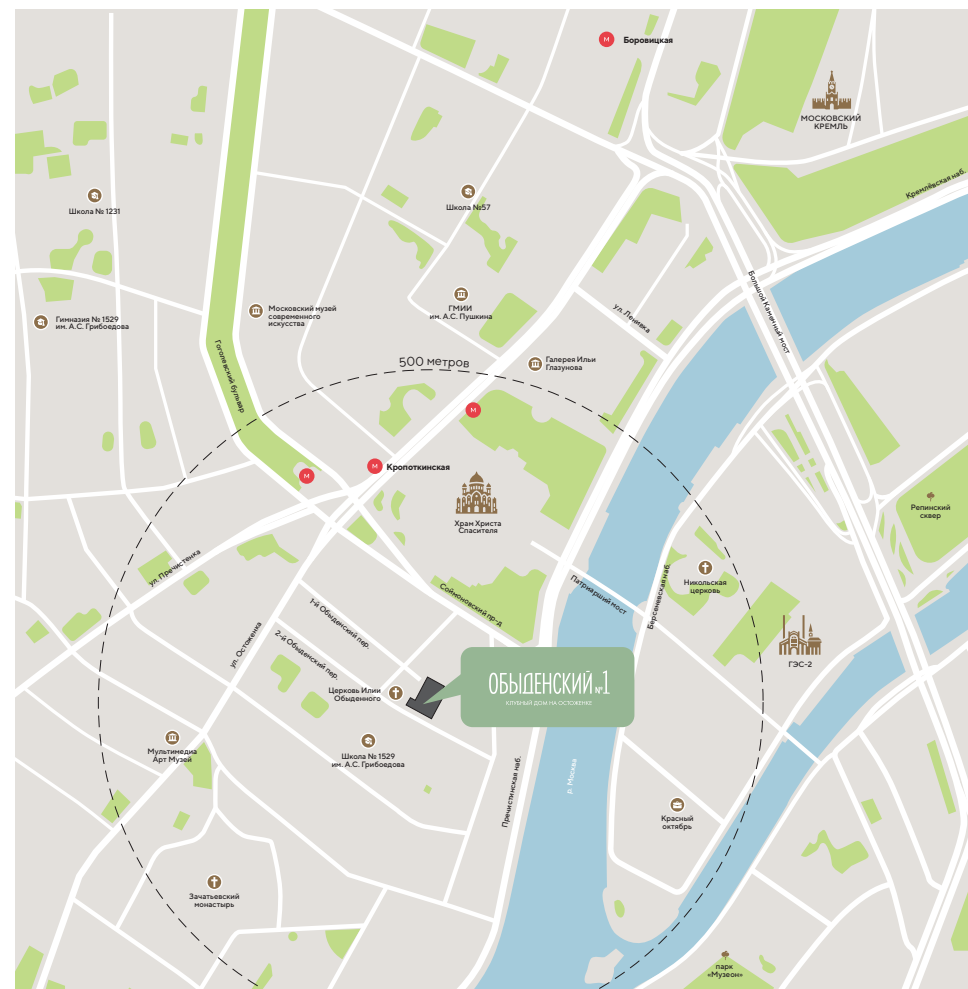 М
Боровицкая
МОСКОВСКИЙ
КРЕМЛЬ
Кремлёвская наб.
Школа № 1231
Школа №57
Гимназия № 1529
им. А.С. Грибоедова
Московский музей
современного
искусства
ГМИИ
им. А.С. Пушкина
ул. Ленивка
Большой Каменный мост
Гоголевский бульвар
500 метров
Галерея Ильи
Глазунова
М
М
Кропоткинская
М
Храм Христа
Спасителя
Репинский
сквер
ул. Пречистенка
Соймоновский пр-д
Патриарший мост
Берсеневская наб.
Никольская
церковь
ГЭС-2
1-й Обыденский пер.
2-й Обыденский пер.
ул. Остоженка
Церковь Илии
Обыденного
ОБЫДЕНСКИЙ №1
КЛУБНЫЙ ДОМ НА ОСТОЖЕНКЕ
Мультимедиа
Арт Музей
Школа № 1529
им. А.С. Грибоедова
Пречистинская наб.
р. Москва
Красный
октябрь
Зачатьевский
монастырь
парк
«Музеон»